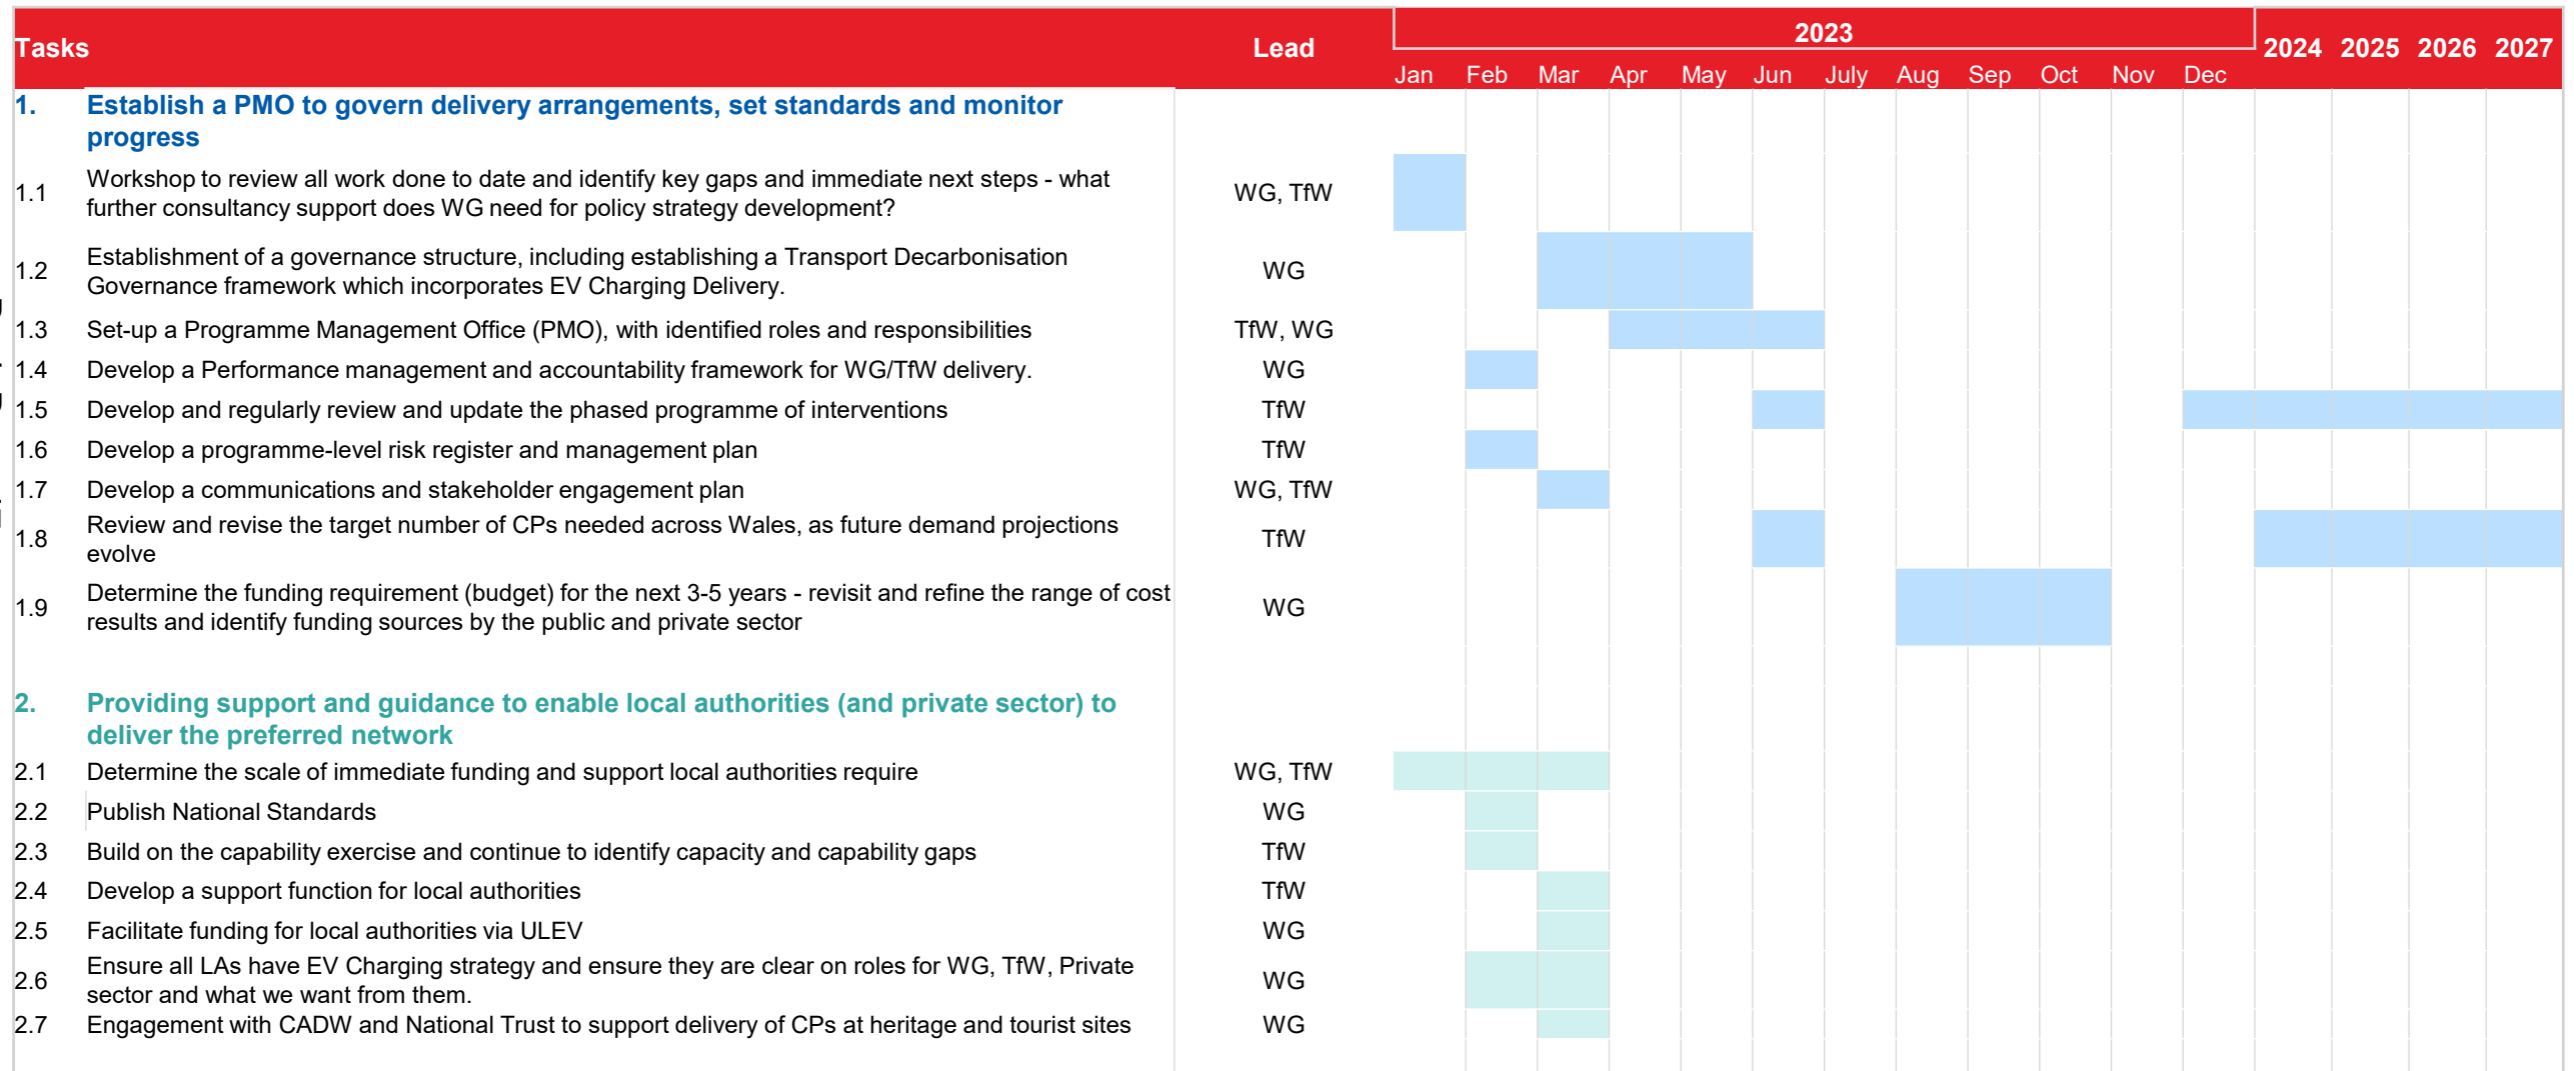 Tasks
Lead
2023
2024 2025 2026 2027
Jan Feb Mar Apr May Jun July Aug Sep Oct Nov Dec
1. Establish a PMO to govern delivery arrangements, set standards and monitor
progress
1.1 Workshop to review all work done to date and identify key gaps and immediate next steps - what
further consultancy support does WG need for policy strategy development?
WG, TfW
1.2 Establishment of a governance structure, including establishing a Transport Decarbonisation
Governance framework which incorporates EV Charging Delivery.
WG
1.3 Set-up a Programme Management Office (PMO), with identified roles and responsibilities TfW, WG
1.4 Develop a Performance management and accountability framework for WG/TfW delivery. WG
1.5 Develop and regularly review and update the phased programme of interventions TfW
1.6 Develop a programme-level risk register and management plan TfW
1.7 Develop a communications and stakeholder engagement plan WG, TfW
1.8 Review and revise the target number of CPs needed across Wales, as future demand projections
evolve
TfW
1.9 Determine the funding requirement (budget) for the next 3-5 years - revisit and refine the range of cost
results and identify funding sources by the public and private sector
WG
2. Providing support and guidance to enable local authorities (and private sector) to
deliver the preferred network
2.1 Determine the scale of immediate funding and support local authorities require WG, TfW
2.2 Publish National Standards WG
2.3 Build on the capability exercise and continue to identify capacity and capability gaps TfW
2.4 Develop a support function for local authorities TfW
2.5 Facilitate funding for local authorities via ULEV WG
2.6 Ensure all LAs have EV Charging strategy and ensure they are clear on roles for WG, TfW, Private
sector and what we want from them.
WG
2.7 Engagement with CADW and National Trust to support delivery of CPs at heritage and tourist sites WG